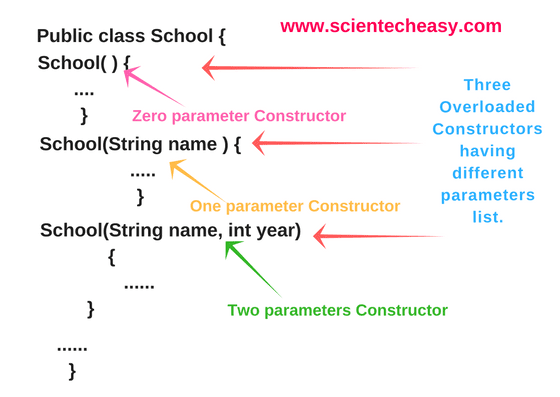 www.scientecheasy.com
Public class School {
School( ) {
....
}
Zero parameter Constructor
School(String name ) {
.....
}
One parameter Constructor
School(String name, int year)
{
......
}
Two parameters Constructor
......
}
Three
Overloaded
Constructors
having
different
parameters
list.